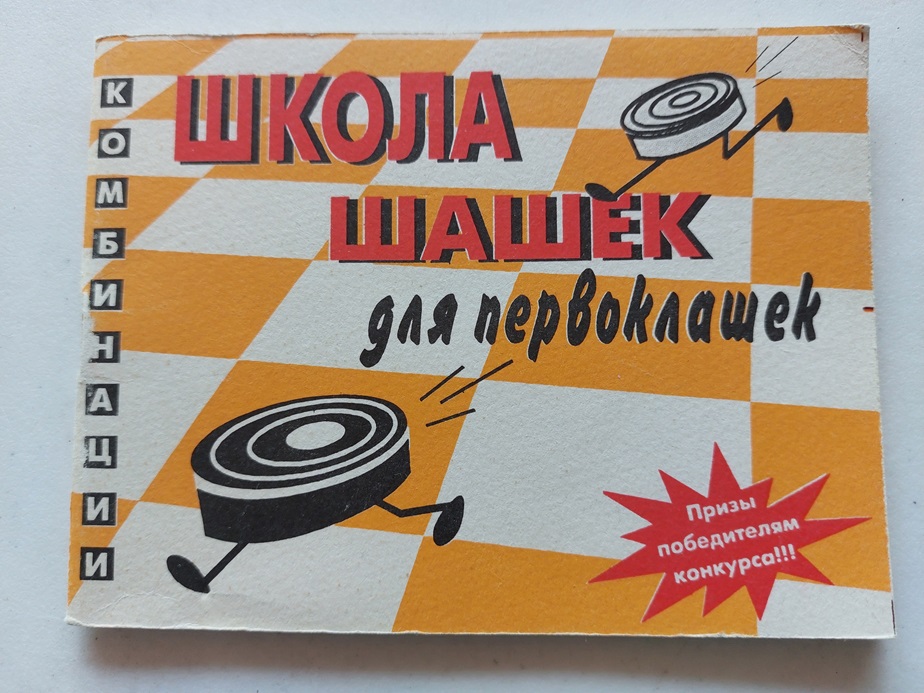 КОМБИНАЦИИ
ШКОЛА
ШАШЕК
для первоклашек
Призы
победителям
конкурса!!!